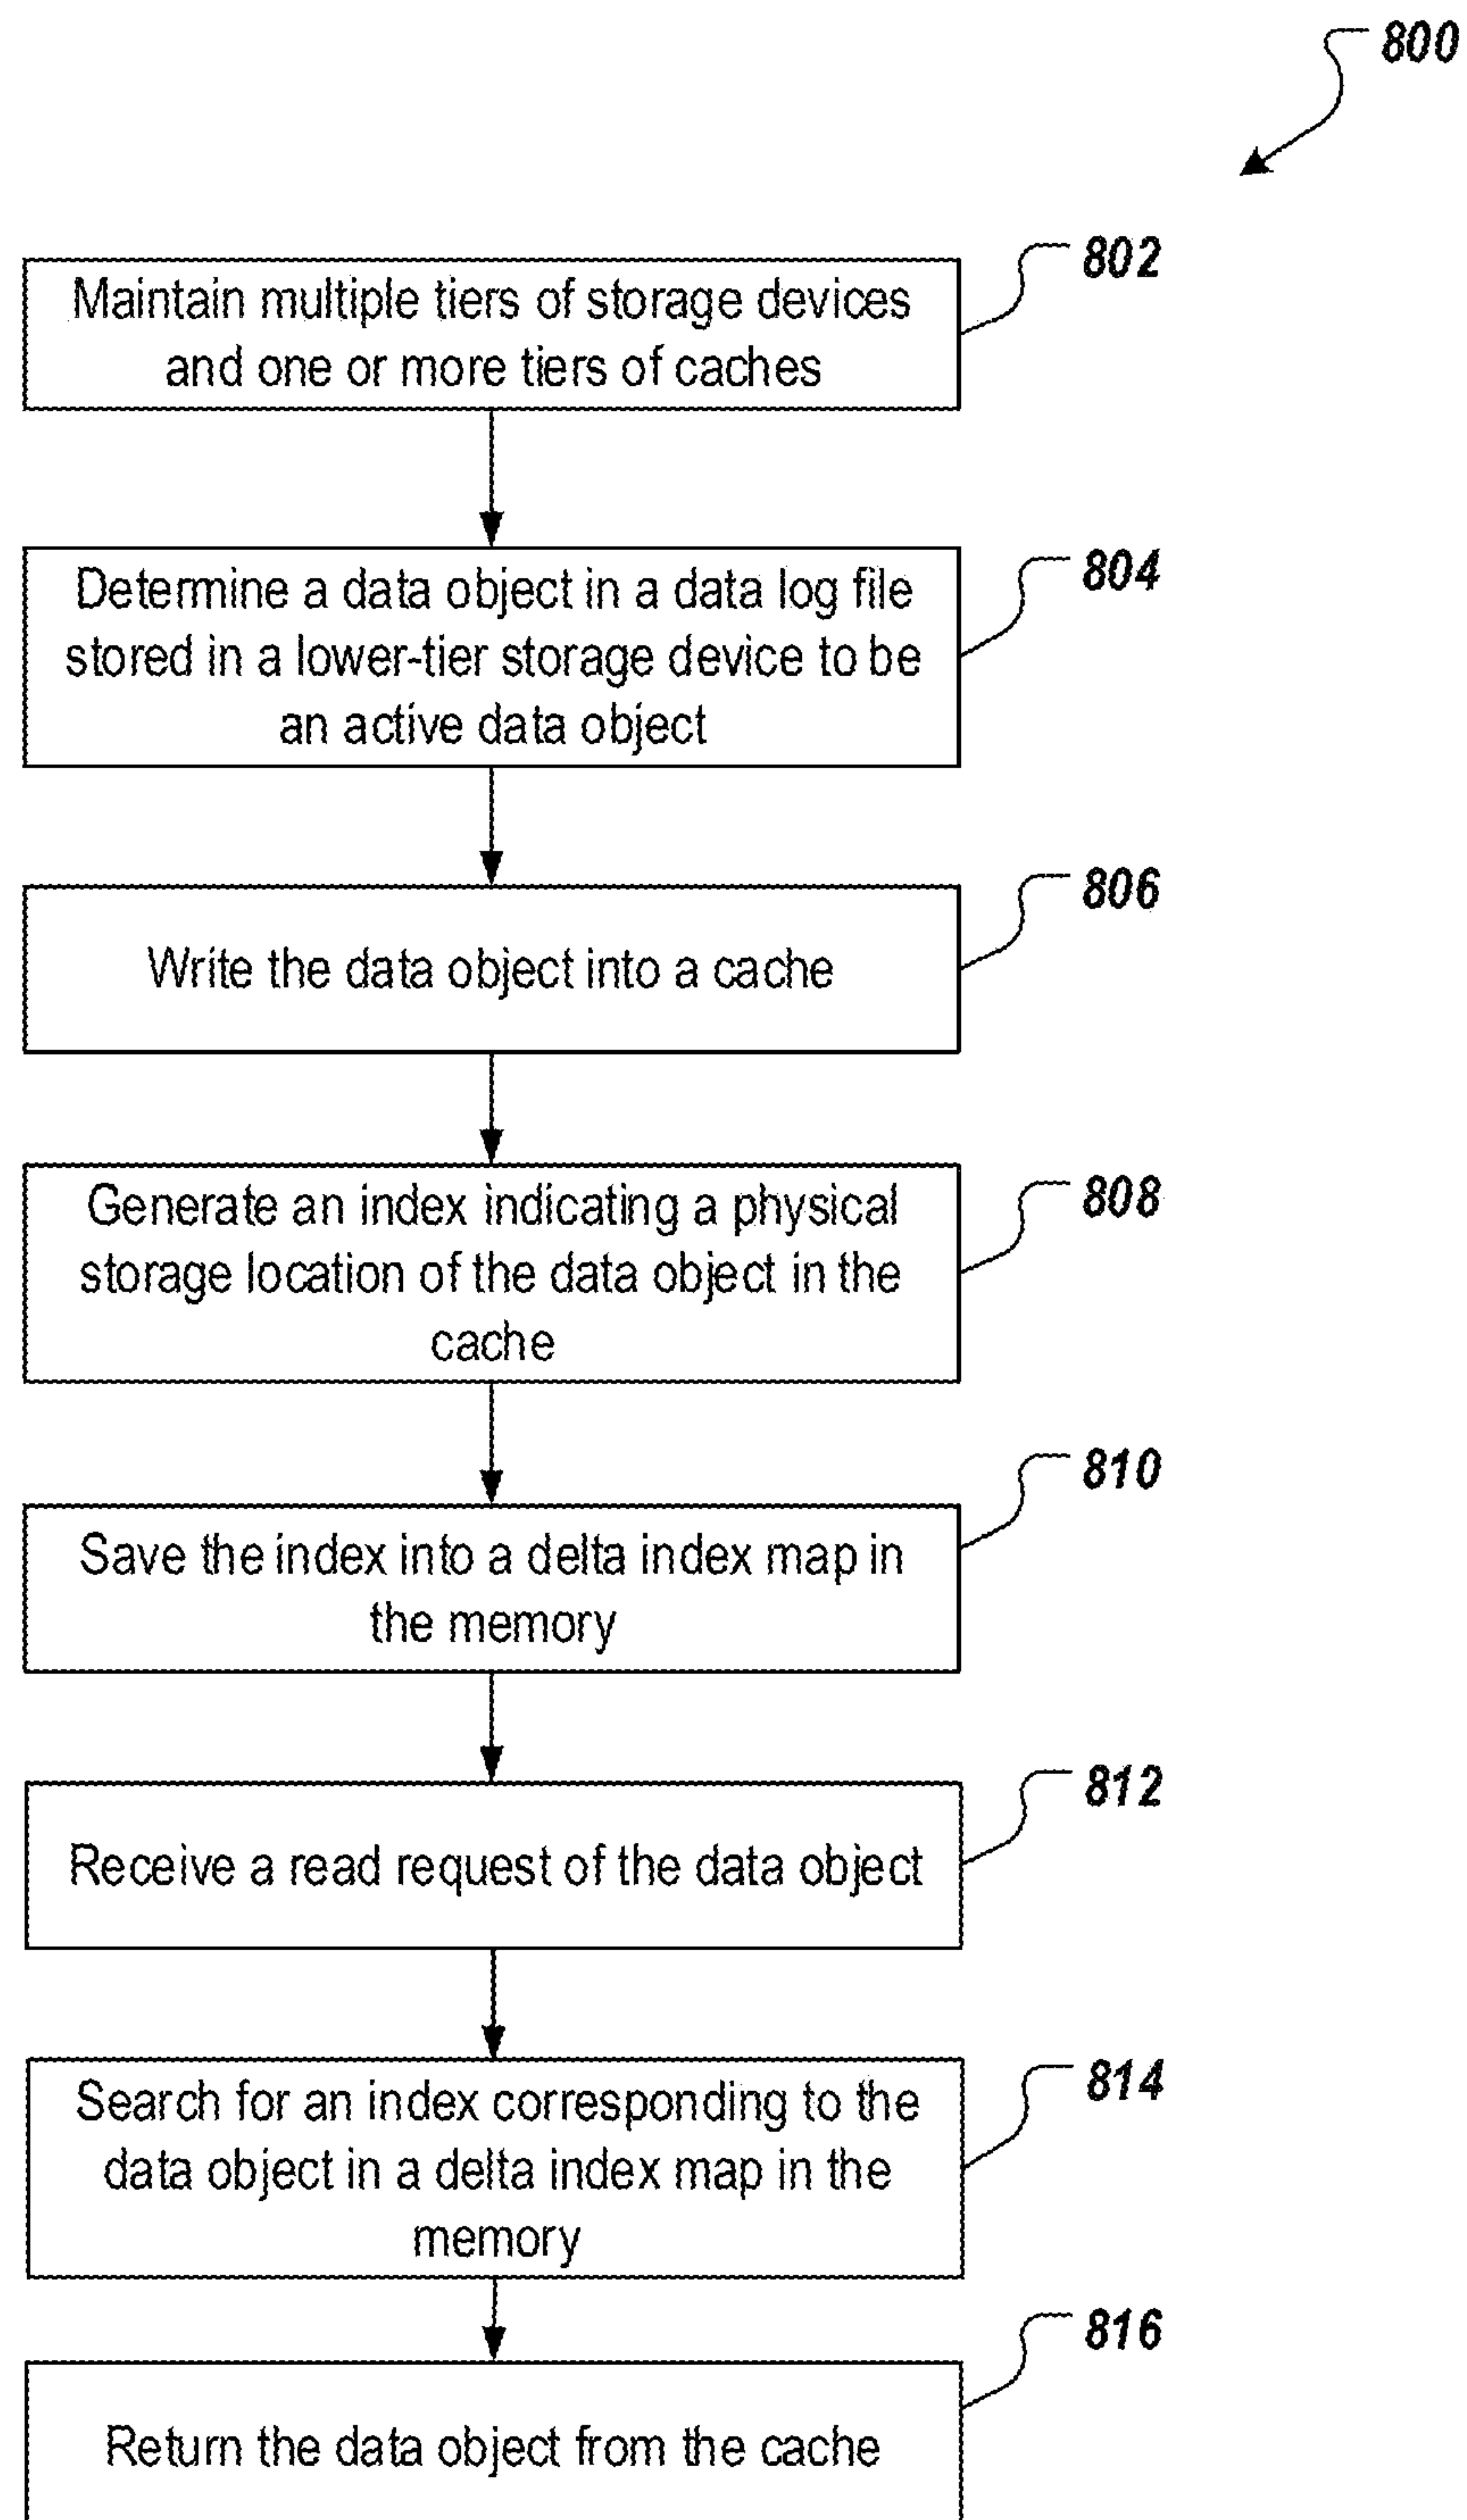 800
802
Maintain multiple tiers of storage devices
and one or more tiers of caches
804
Determine a data object in a data log file
stored in a lower-tier storage device to be
an active data object
806
Write the data object into a cache
808
Generate an index indicating a physical
storage location of the data object in the
cache
810
Save the index into a delta index map in
the memory
812
Receive a read request of the data object
814
Search for an index corresponding to the
data object in a delta index map in the
memory
816
Return the data object from the cache